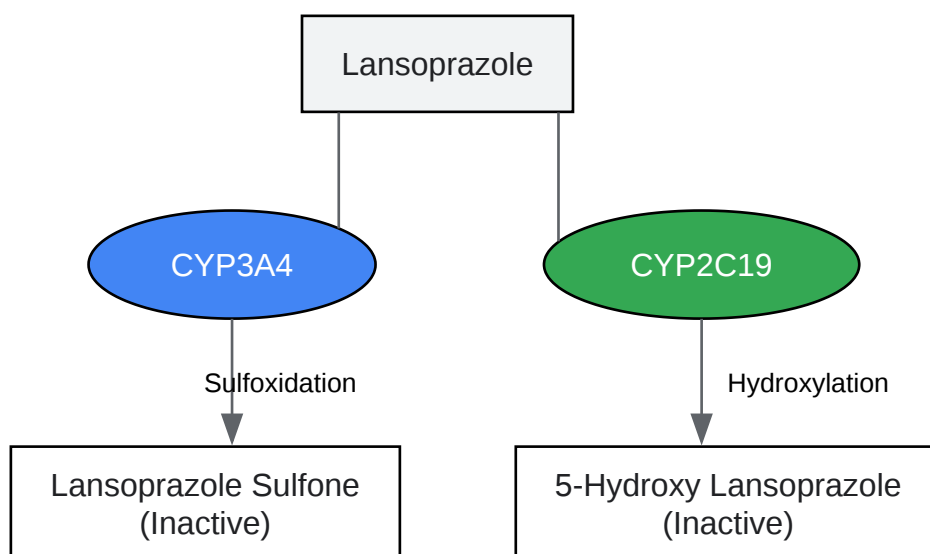 Lansoprazole
CYP3A4
CYP2C19
Sulfoxidation
Hydroxylation
Lansoprazole Sulfone
(Inactive)
5-Hydroxy Lansoprazole
(Inactive)